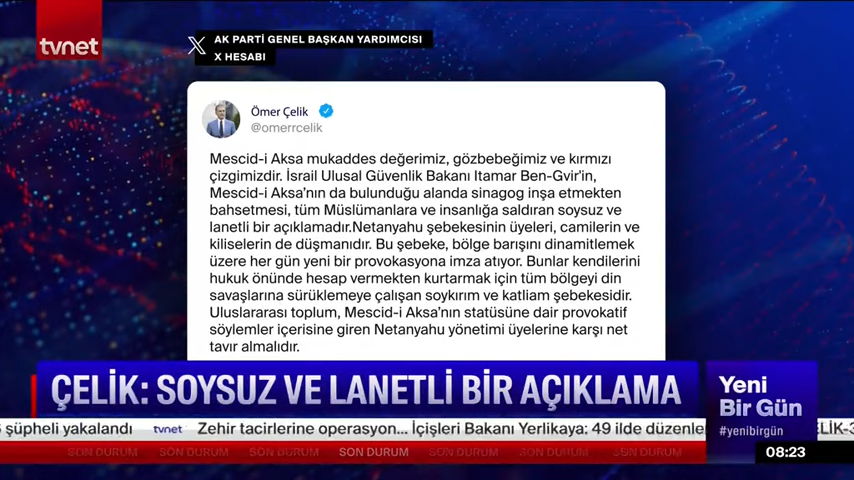 tvnet
AK PARTİ GENEL BAŞKAN YARDIMCISI
X HESABI
Ömer Çelik
@omerrcelik
Mescid-i Aksa mukaddes değerimiz, gözbebeğimiz ve kırmızı
çizgimizdir. İsrail Ulusal Güvenlik Bakanı Itamar Ben-Gvir'in,
Mescid-i Aksa'nın da bulunduğu alanda sinagog inşa etmekten
bahsetmesi, tüm Müslümanlara ve insanlığa saldıran soysuz ve
lanetli bir açıklamadır.Netanyahu şebekesinin üyeleri, camilerin ve
kiliselerin de düşmanıdır. Bu şebeke, bölge barışını dinamitlemek
üzere her gün yeni bir provokasyona imza atıyor. Bunlar kendilerini
hukuk önünde hesap vermekten kurtarmak için tüm bölgeyi din
savaşlarına sürüklemeye çalışan soykırım ve katliam şebekesidir.
Uluslararası toplum, Mescid-i Aksa'nın statüsüne dair provokatif
söylemler içerisine giren Netanyahu yönetimi üyelerine karşı net
tavır almalıdır.
ÇELİK: SOYSUZ VE LANETLİ BİR AÇIKLAMA
Yeni
Bir Gün
#yenibirgün
şüpheli yakalandı tvnet Zehir tacirlerine operasyon... İçişleri Bakanı Yerlikaya: 49 ilde düzenlen ELİK-3
SON DURUM SON DURUM SON DURUM SON DURUM SON DURUM SON DURUM SON DURUM
08:23